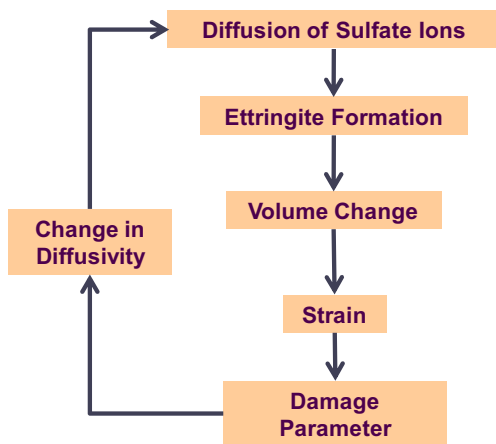 Diffusion of Sulfate Ions
Ettringite Formation
Volume Change
Change in
Diffusivity
Strain
Damage
Parameter